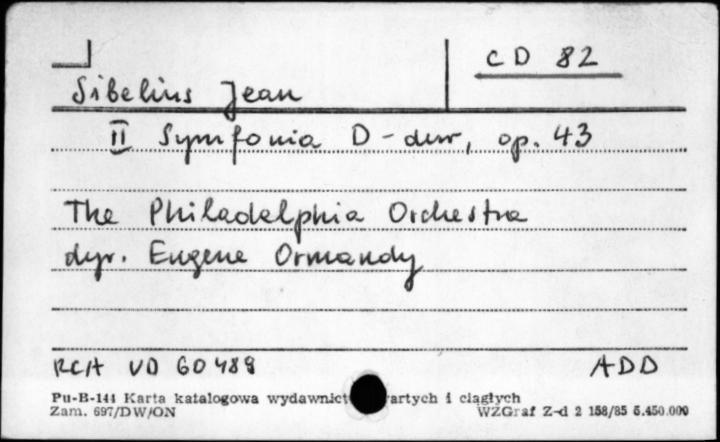 CD 82
Sibelius Jean
II Symfonia D-dur, op. 43
The Philadelphia Orchestra
dyr. Eugene Ormandy
RCA VD 60489 ADD
Pu-B-144 Karta katalogowa wydawnict artych i ciągłych
Zam. 697/DW/ON WZGraf Z-d 2 158/85 5.450.000